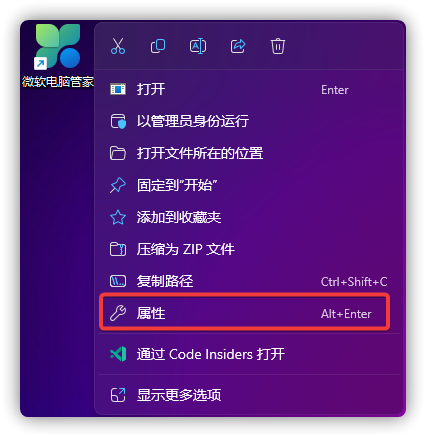 微软电脑管家
打开 Enter
以管理员身份运行
打开文件所在的位置
固定到"开始"
添加到收藏夹
压缩为 ZIP 文件
复制路径 Ctrl+Shift+C
属性 Alt+Enter
通过 Code Insiders 打开
显示更多选项